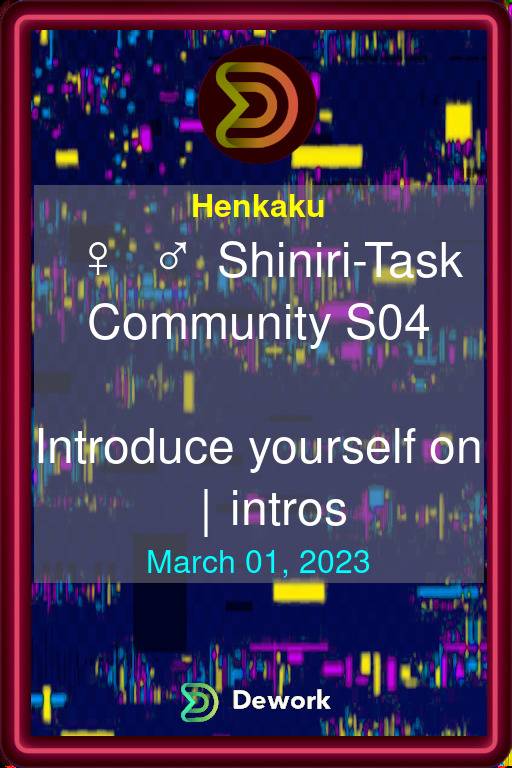 Henkaku
♀ ♂ Shiniri-Task
Community S04
Introduce yourself on
| intros
March 01, 2023
Dework